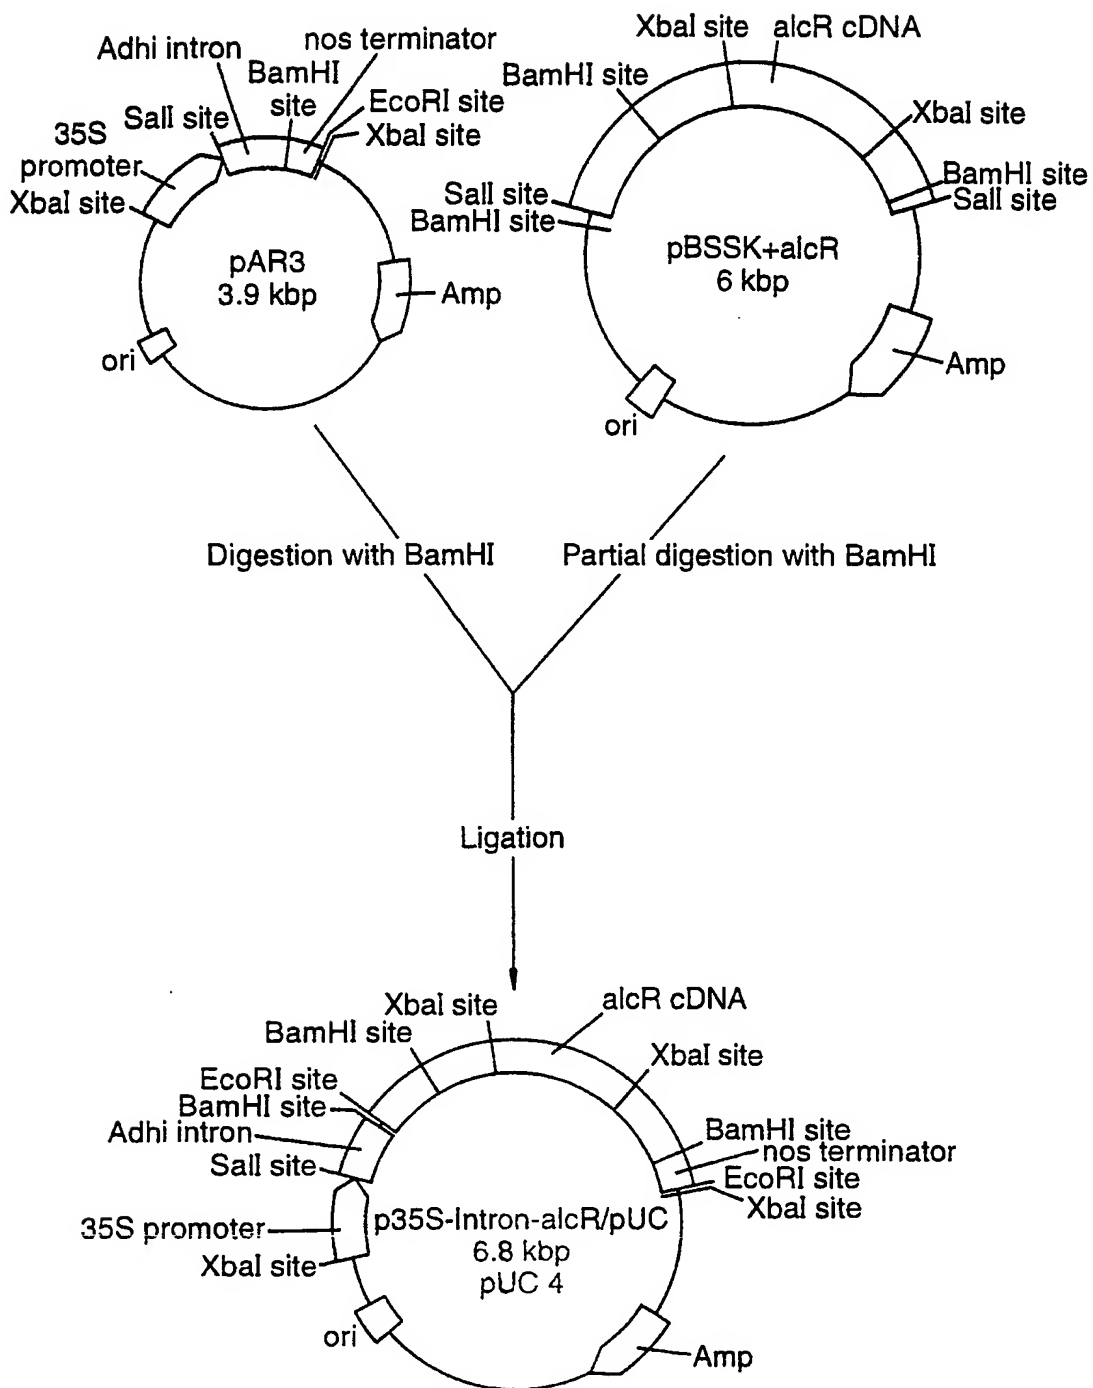 Adhi intron
nos terminator
BamHI
site
EcoRI site
SalI site
XbaI site
35S
promoter
XbaI site
pAR3
3.9 kbp
Amp
ori
XbaI site
alcR cDNA
BamHI site
XbaI site
BamHI site
SalI site
SalI site
BamHI site
pBSSK+alcR
6 kbp
Amp
ori
Digestion with BamHI
Partial digestion with BamHI
Ligation
XbaI site
alcR cDNA
BamHI site
XbaI site
EcoRI site
BamHI site
Adhi intron
SalI site
BamHI site
nos terminator
EcoRI site
XbaI site
35S promoter
XbaI site
p35S-Intron-alcR/pUC
6.8 kbp
pUC 4
ori
Amp